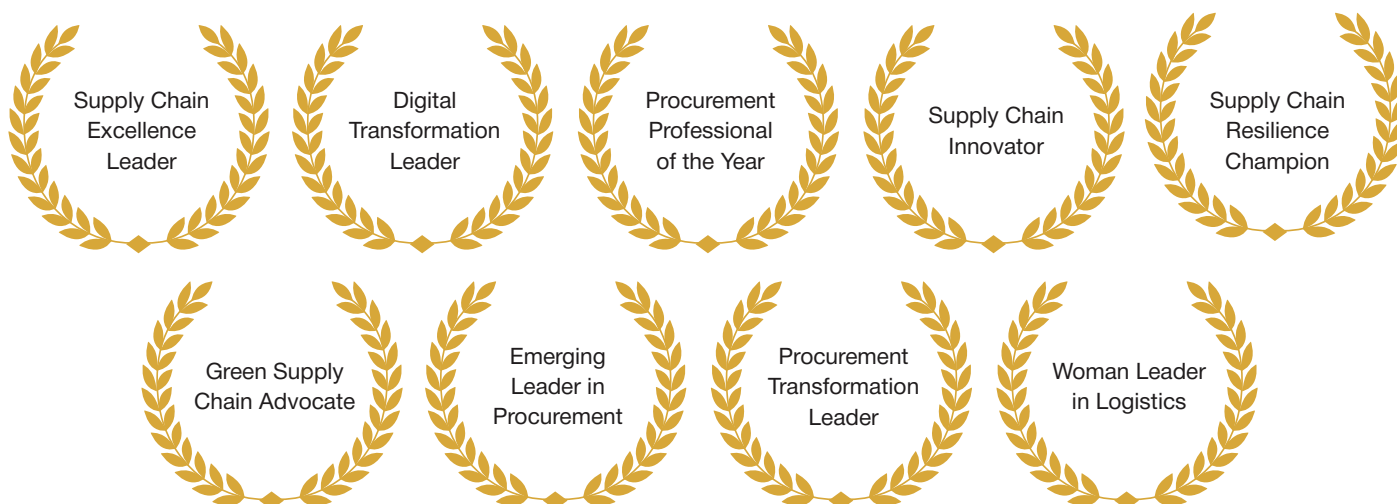 Supply Chain
Excellence
Leader
Digital
Transformation
Leader
Procurement
Professional
of the Year
Supply Chain
Innovator
Supply Chain
Resilience
Champion
Green Supply
Chain Advocate
Emerging
Leader in
Procurement
Procurement
Transformation
Leader
Woman Leader
in Logistics